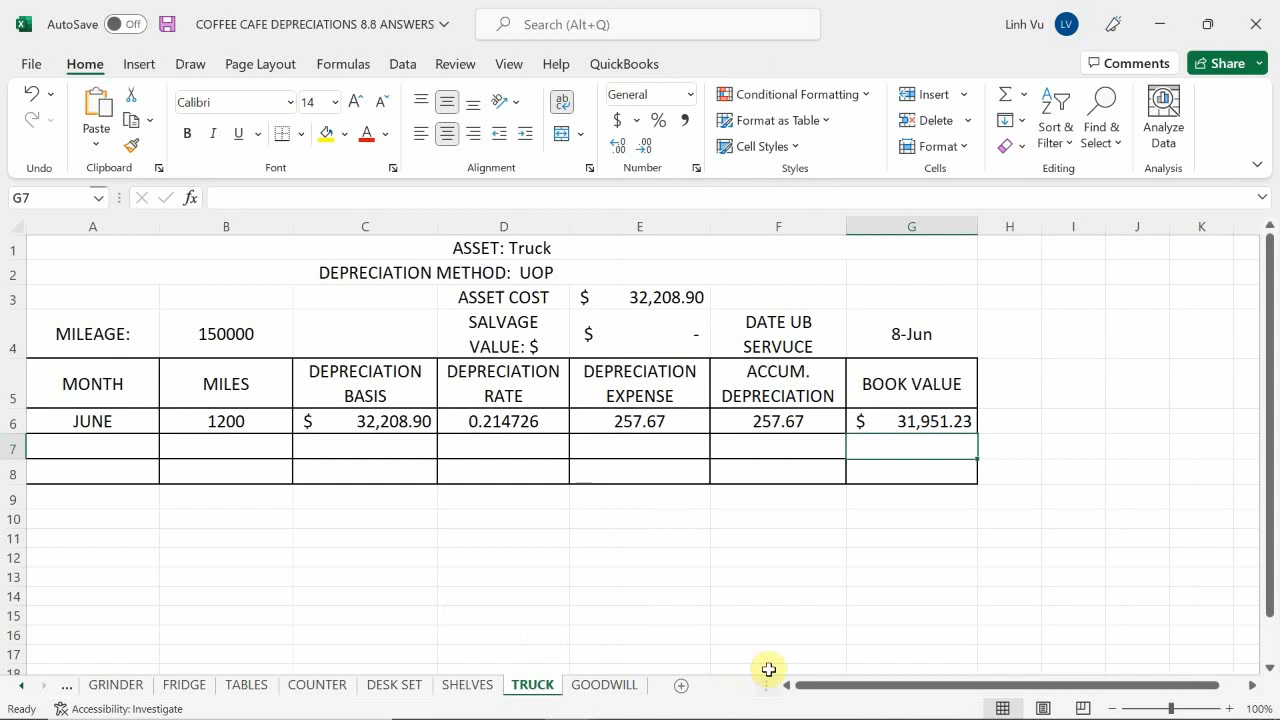 AutoSave Off COFFEE CAFE DEPRECIATIONS 8.8 ANSWERS Search (Alt+Q) Linh Vu LV
File Home Insert Draw Page Layout Formulas Data Review View Help QuickBooks Comments Share
Undo
Paste
Clipboard
Calibri 14
B I U A
Font
ab
Alignment
General
$ % ,
Number
Conditional Formatting
Format as Table
Cell Styles
Styles
Insert
Delete
Format
Cells
Sort & Filter
Find & Select
Editing
Analyze Data
Analysis
G7 fx
A B C D E F G H I J K
1 ASSET: Truck
2 DEPRECIATION METHOD: UOP
3 ASSET COST $ 32,208.90
4 MILEAGE: 150000 SALVAGE VALUE: $ $ - DATE UB SERVUCE 8-Jun
5 MONTH MILES DEPRECIATION BASIS DEPRECIATION RATE DEPRECIATION EXPENSE ACCUM. DEPRECIATION BOOK VALUE
6 JUNE 1200 $ 32,208.90 0.214726 257.67 257.67 $ 31,951.23
7
8
9
10
11
12
13
14
15
16
17
18
... GRINDER FRIDGE TABLES COUNTER DESK SET SHELVES TRUCK GOODWILL
Ready Accessibility: Investigate 100%